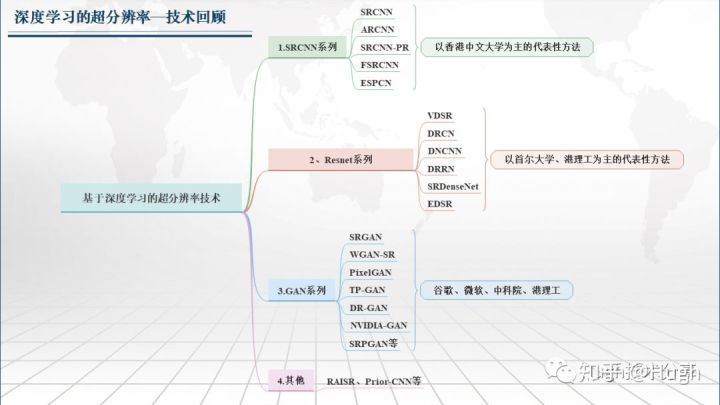 深度学习的超分辨率—技术回顾
基于深度学习的超分辨率技术
1.SRCNN系列
SRCNN
ARCNN
SRCNN-PR
FSRCNN
ESPCN
以香港中文大学为主的代表性方法
2、Resnet系列
VDSR
DRCN
DNCNN
DRRN
SRDenseNet
EDSR
以首尔大学、港理工为主的代表性方法
3.GAN系列
SRGAN
WGAN-SR
PixelGAN
TP-GAN
DR-GAN
NVIDIA-GAN
SRPGAN等
谷歌、微软、中科院、港理工
4.其他
RAISR、Prior-CNN等
知乎 @Hugh